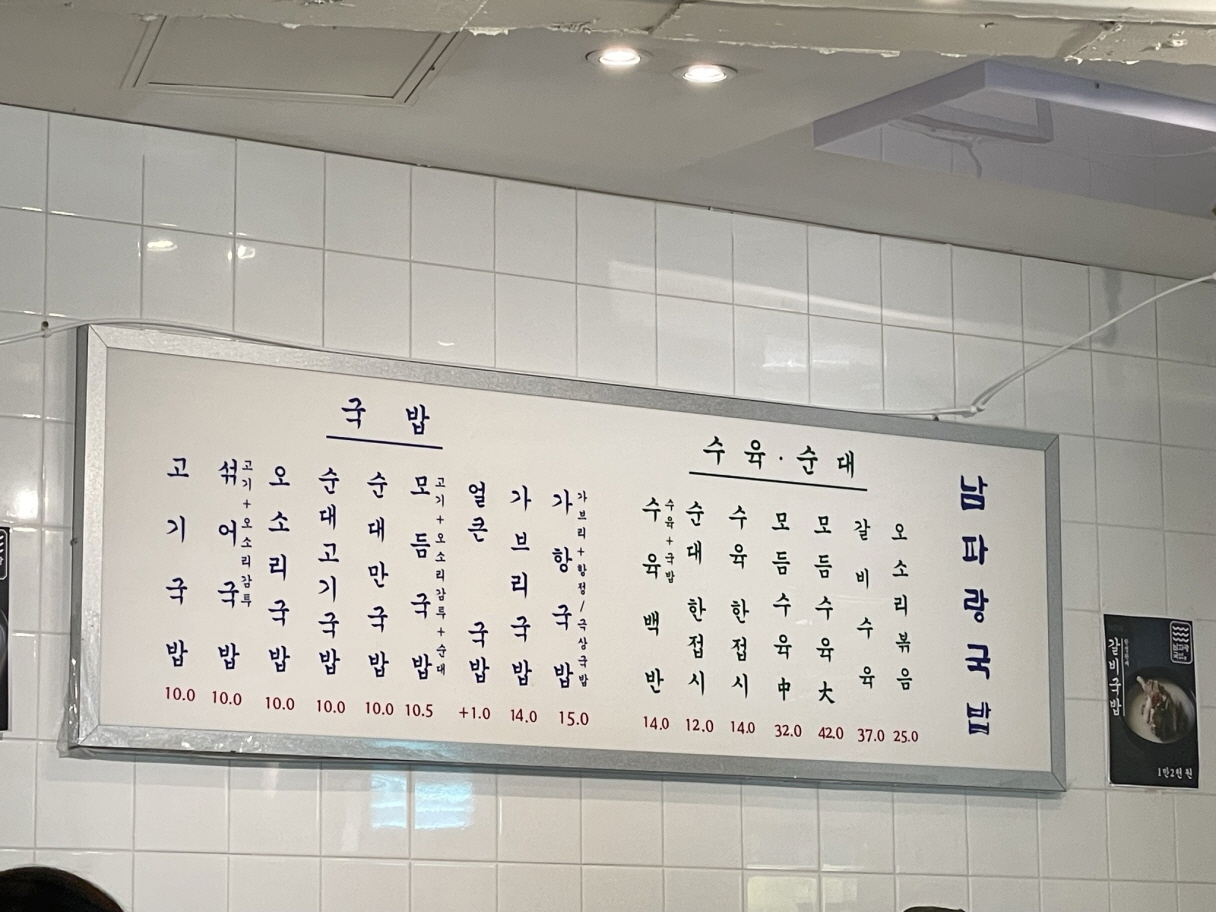 국 밥
고기국밥
10.0
섞어국밥
고기+오소리감투
10.0
오소리국밥
10.0
순대고기국밥
10.0
순대만국밥
10.0
모듬국밥
고기+오소리감투+순대
10.5
얼큰국밥
+1.0
가브리국밥
14.0
가항국밥
가브리+항정/극상국밥
15.0
수육·순대
수육백반
수육+국밥
14.0
순대한접시
12.0
수육한접시
14.0
모듬수육中
32.0
모듬수육大
42.0
갈비수육
37.0
오소리볶음
25.0
남파랑국밥
갈비국밥
1만2천원